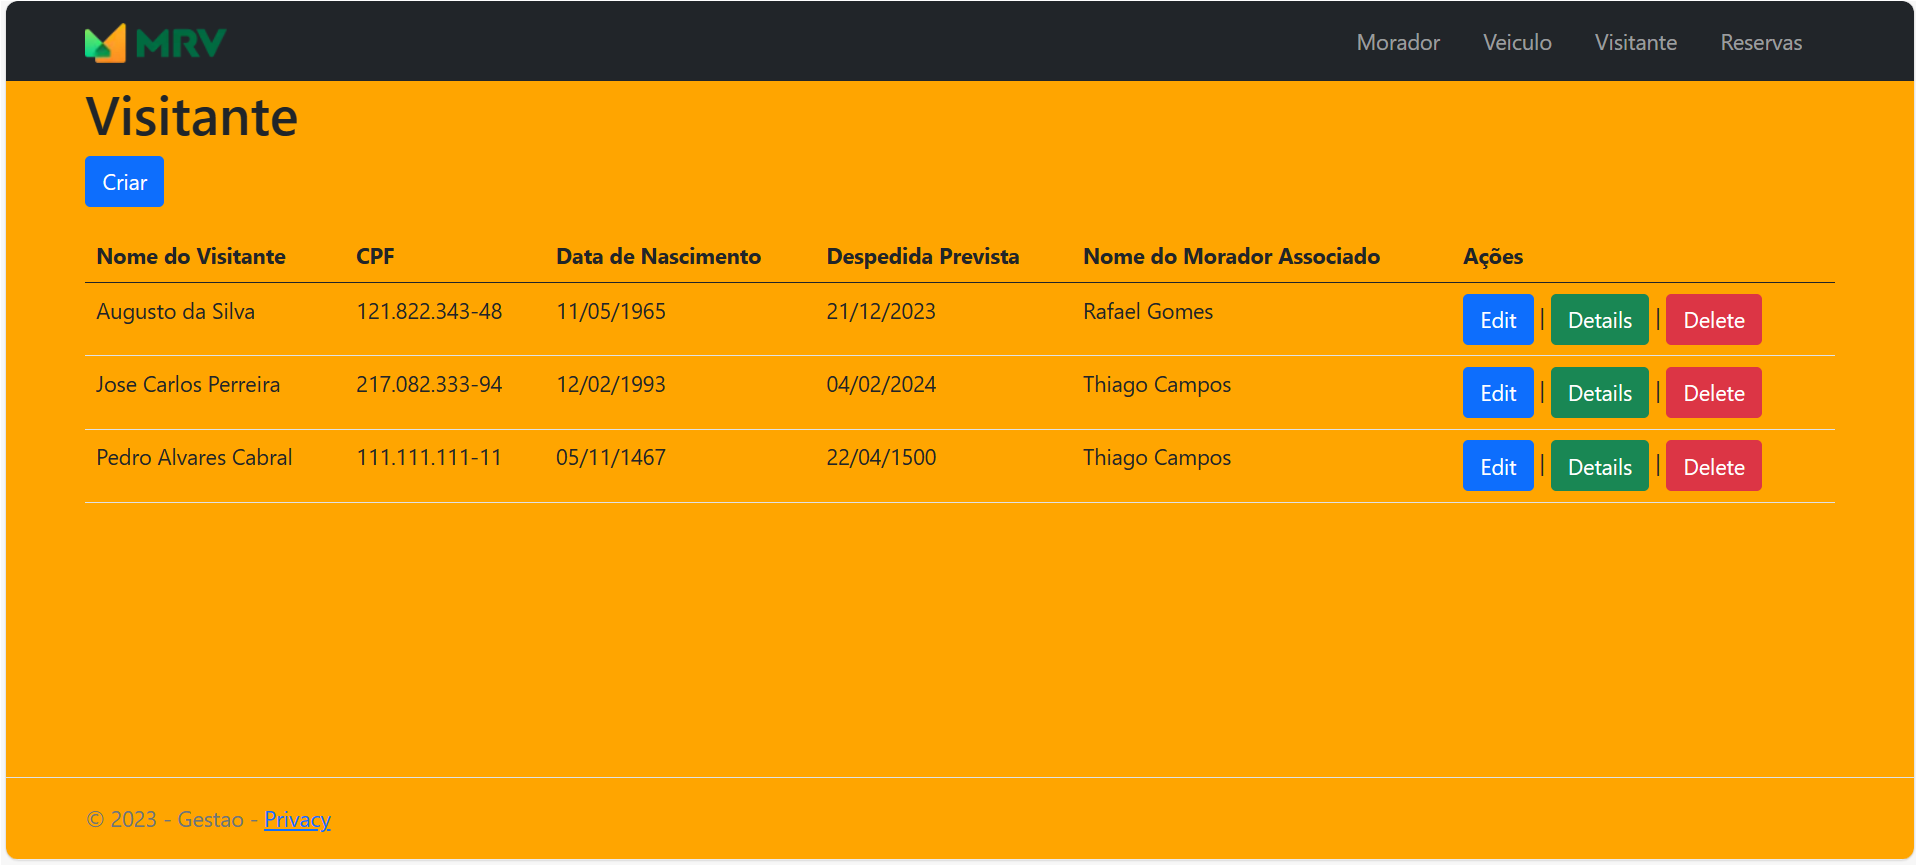 MRV Morador Veiculo Visitante Reservas
Visitante
Criar
Nome do Visitante CPF Data de Nascimento Despedida Prevista Nome do Morador Associado Ações
Augusto da Silva 121.822.343-48 11/05/1965 21/12/2023 Rafael Gomes Edit | Details | Delete
Jose Carlos Perreira 217.082.333-94 12/02/1993 04/02/2024 Thiago Campos Edit | Details | Delete
Pedro Alvares Cabral 111.111.111-11 05/11/1467 22/04/1500 Thiago Campos Edit | Details | Delete
© 2023 - Gestao - Privacy